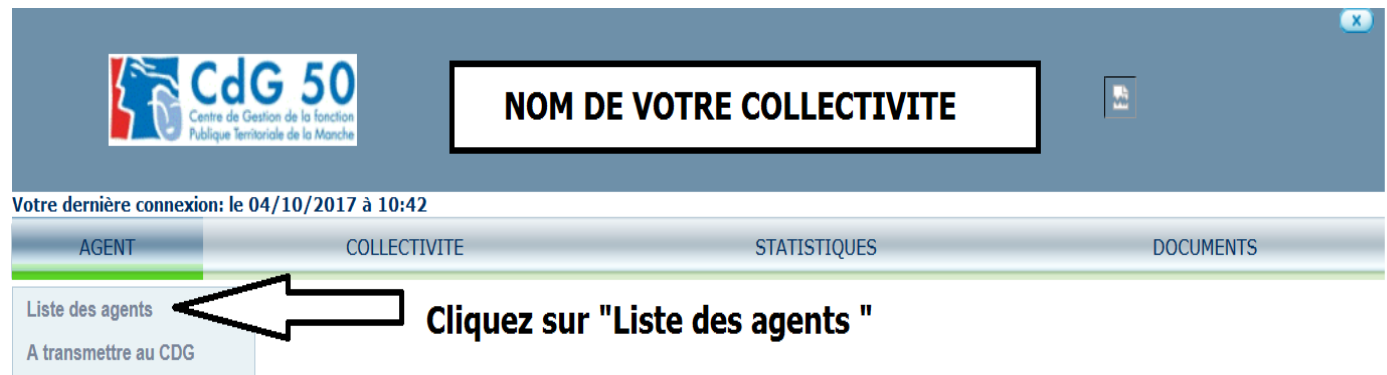 X
CdG 50
Centre de Gestion de la fonction
Publique Territoriale de la Manche
NOM DE VOTRE COLLECTIVITE
Votre dernière connexion: le 04/10/2017 à 10:42
AGENT COLLECTIVITE STATISTIQUES DOCUMENTS
Liste des agents
Cliquez sur "Liste des agents "
A transmettre au CDG